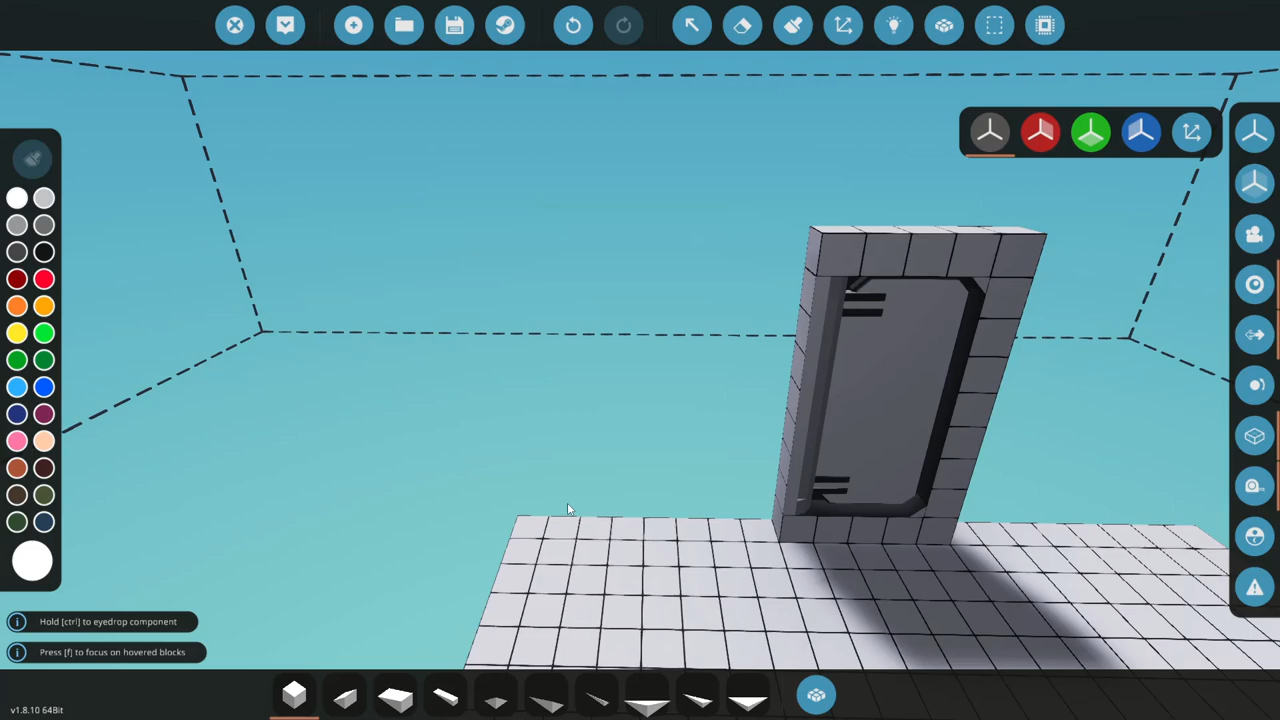 Hold [ctrl] to eyedrop component
Press [f] to focus on hovered blocks
v1.8.10 64Bit